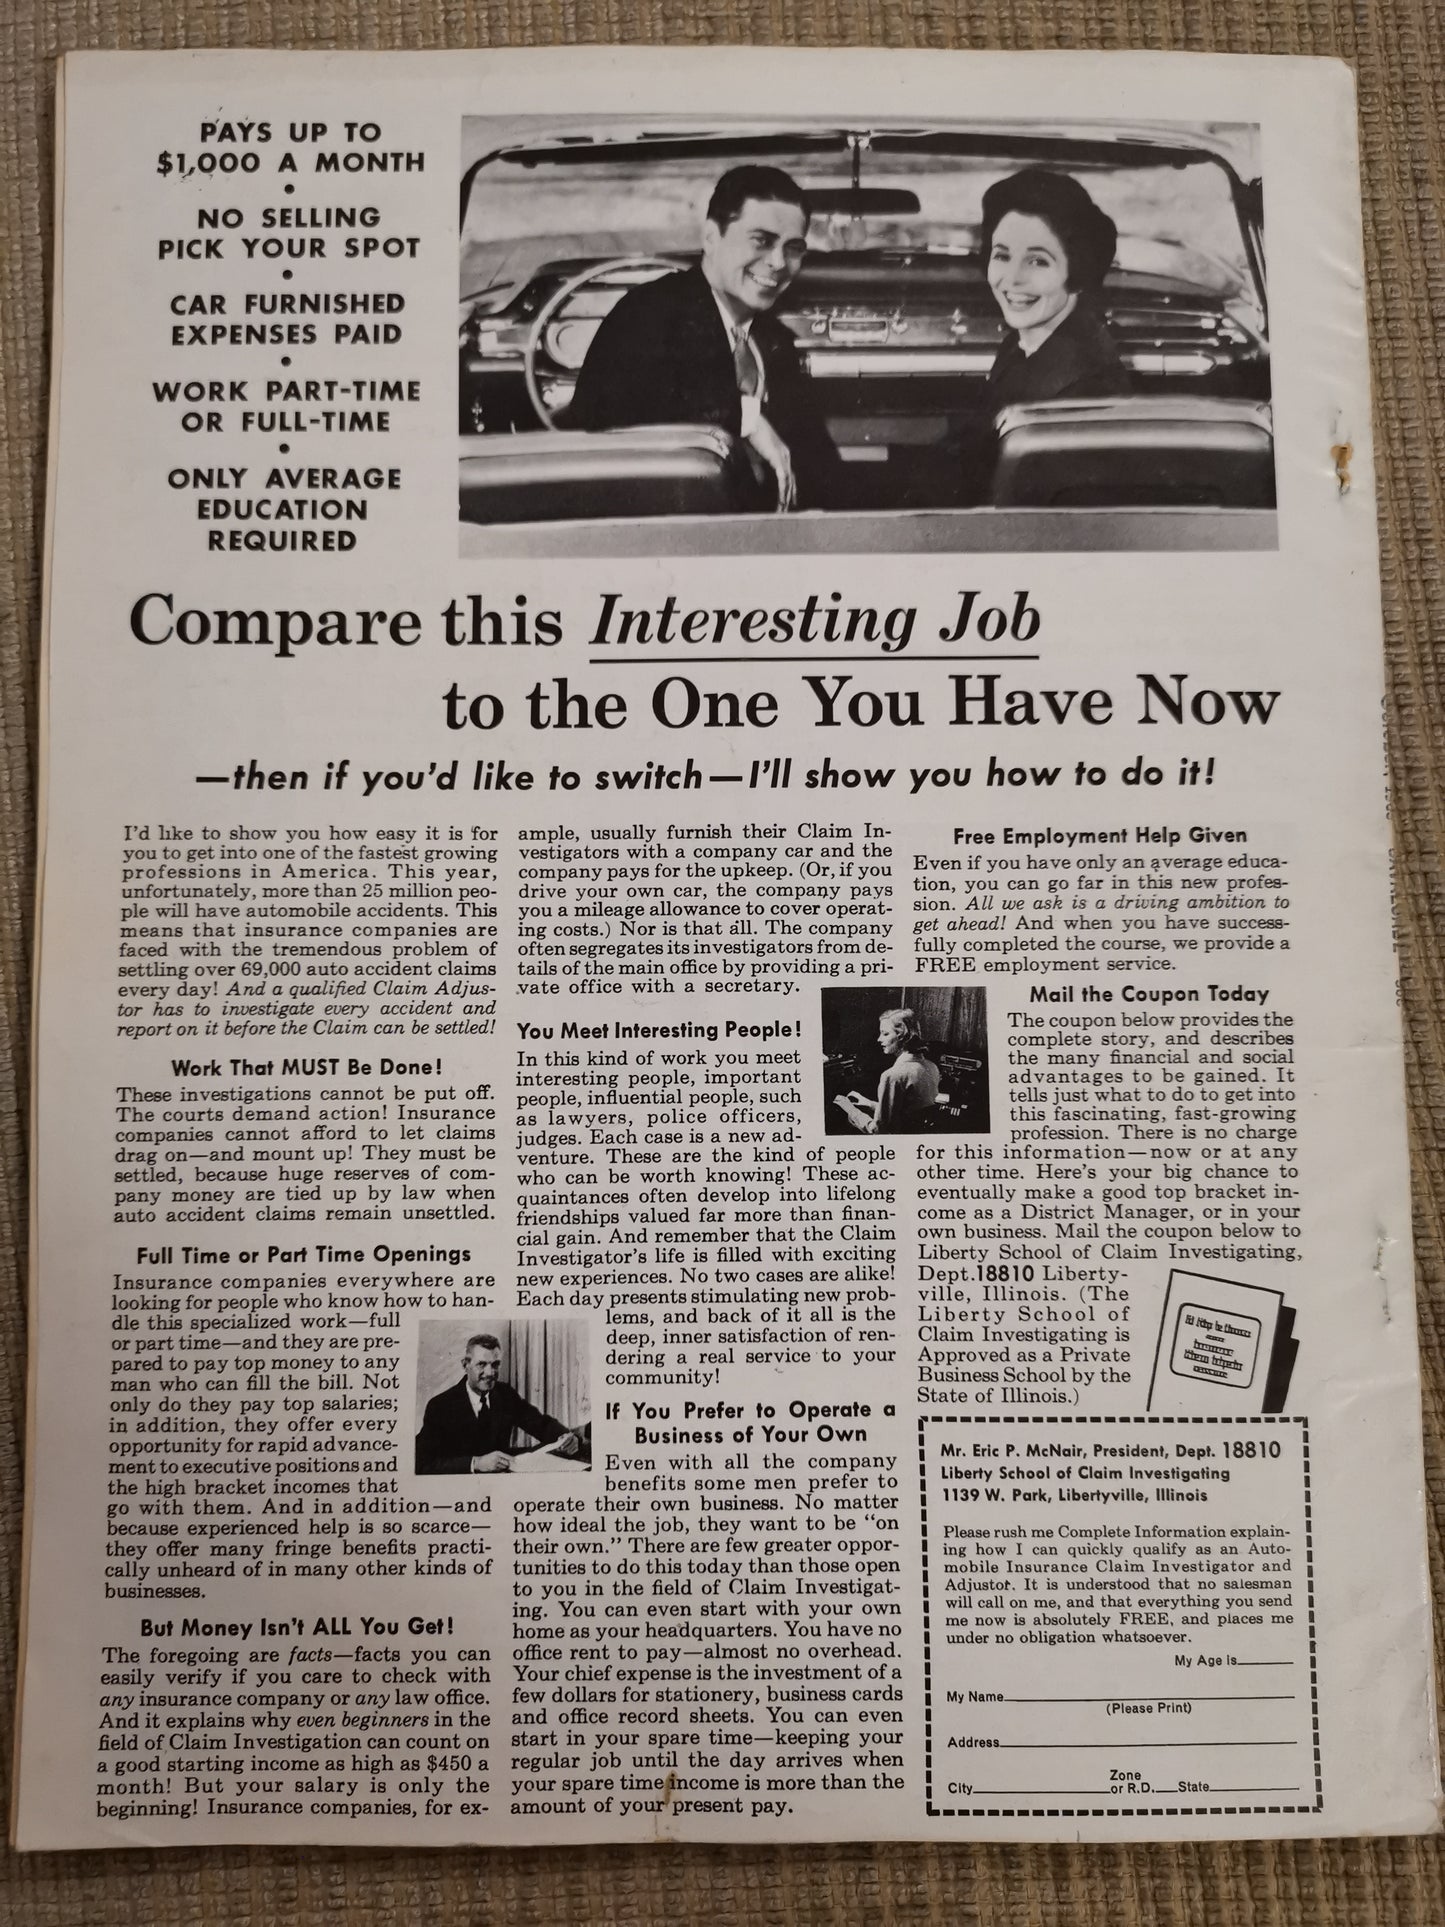 PAYS UP TO
$1,000 A MONTH
•
NO SELLING
PICK YOUR SPOT
•
CAR FURNISHED
EXPENSES PAID
•
WORK PART-TIME
OR FULL-TIME
•
ONLY AVERAGE
EDUCATION
REQUIRED
Compare this Interesting Job
to the One You Have Now
—then if you'd like to switch—I'll show you how to do it!
I'd like to show you how easy it is for
you to get into one of the fastest growing
professions in America. This year,
unfortunately, more than 25 million peo-
ple will have automobile accidents. This
means that insurance companies are
faced with the tremendous problem of
settling over 69,000 auto accident claims
every day! And a qualified Claim Adjus-
tor has to investigate every accident and
report on it before the Claim can be settled!
Work That MUST Be Done!
These investigations cannot be put off.
The courts demand action! Insurance
companies cannot afford to let claims
drag on—and mount up! They must be
settled, because huge reserves of com-
pany money are tied up by law when
auto accident claims remain unsettled.
Full Time or Part Time Openings
Insurance companies everywhere are
looking for people who know how to han-
dle this specialized work—full
or part time—and they are pre-
pared to pay top money to any
man who can fill the bill. Not
only do they pay top salaries;
in addition, they offer every
opportunity for rapid advance-
ment to executive positions and
the high bracket incomes that
go with them. And in addition—and
because experienced help is so scarce—
they offer many fringe benefits practi-
cally unheard of in many other kinds of
businesses.
But Money Isn't ALL You Get!
The foregoing are facts—facts you can
easily verify if you care to check with
any insurance company or any law office.
And it explains why even beginners in the
field of Claim Investigation can count on
a good starting income as high as $450 a
month! But your salary is only the
beginning! Insurance companies, for ex-
ample, usually furnish their Claim In-
vestigators with a company car and the
company pays for the upkeep. (Or, if you
drive your own car, the company pays
you a mileage allowance to cover operat-
ing costs.) Nor is that all. The company
often segregates its investigators from de-
tails of the main office by providing a pri-
vate office with a secretary.
You Meet Interesting People!
In this kind of work you meet
interesting people, important
people, influential people, such
as lawyers, police officers,
judges. Each case is a new ad-
venture. These are the kind of people
who can be worth knowing! These ac-
quaintances often develop into lifelong
friendships valued far more than finan-
cial gain. And remember that the Claim
Investigator's life is filled with exciting
new experiences. No two cases are alike!
Each day presents stimulating new prob-
lems, and back of it all is the
deep, inner satisfaction of ren-
dering a real service to your
community!
If You Prefer to Operate a
Business of Your Own
Even with all the company
benefits some men prefer to
operate their own business. No matter
how ideal the job, they want to be "on
their own." There are few greater oppor-
tunities to do this today than those open
to you in the field of Claim Investigat-
ing. You can even start with your own
home as your headquarters. You have no
office rent to pay—almost no overhead.
Your chief expense is the investment of a
few dollars for stationery, business cards
and office record sheets. You can even
start in your spare time—keeping your
regular job until the day arrives when
your spare time income is more than the
amount of your present pay.
Free Employment Help Given
Even if you have only an average educa-
tion, you can go far in this new profes-
sion. All we ask is a driving ambition to
get ahead! And when you have success-
fully completed the course, we provide a
FREE employment service.
Mail the Coupon Today
The coupon below provides the
complete story, and describes
the many financial and social
advantages to be gained. It
tells just what to do to get into
this fascinating, fast-growing
profession. There is no charge
for this information—now or at any
other time. Here's your big chance to
eventually make a good top bracket in-
come as a District Manager, or in your
own business. Mail the coupon below to
Liberty School of Claim Investigating,
Dept.18810 Liberty-
ville, Illinois. (The
Liberty School of
Claim Investigating is
Approved as a Private
Business School by the
State of Illinois.)
Mr. Eric P. McNair, President, Dept. 18810
Liberty School of Claim Investigating
1139 W. Park, Libertyville, Illinois
Please rush me Complete Information explain-
ing how I can quickly qualify as an Auto-
mobile Insurance Claim Investigator and
Adjustor. It is understood that no salesman
will call on me, and that everything you send
me now is absolutely FREE, and places me
under no obligation whatsoever.
My Age is
My Name
(Please Print)
Address
Zone
City or R.D. State